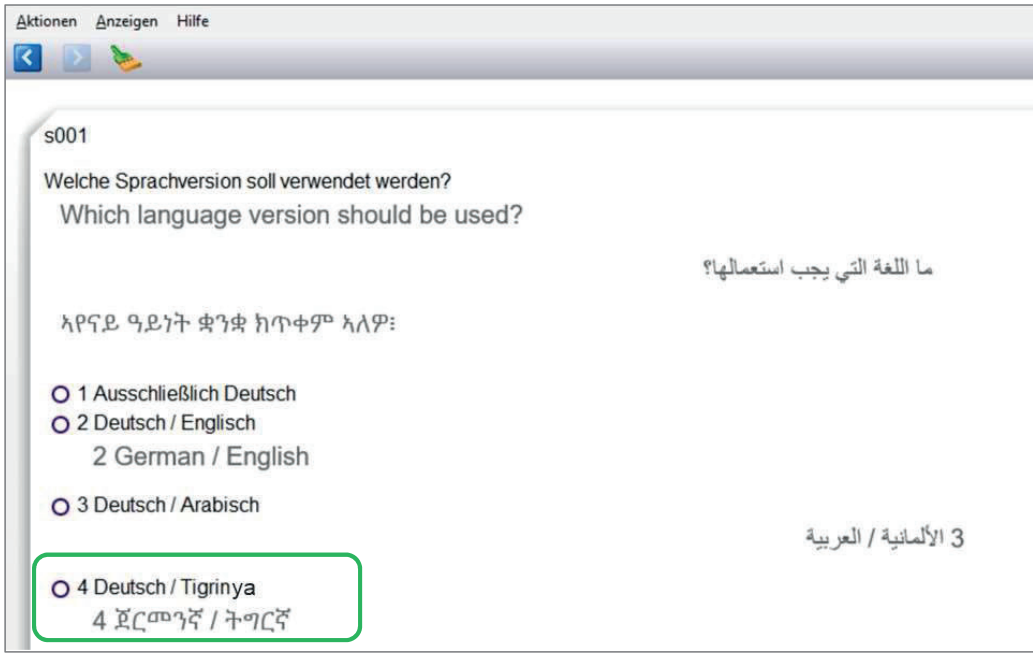 Aktionen Anzeigen Hilfe
s001
Welche Sprachversion soll verwendet werden?
Which language version should be used?
ما اللغة التي يجب استعمالها؟
ኣየናይ ዓይነት ቋንቋ ክጥቀም ኣለዎ፧
1 Ausschließlich Deutsch
2 Deutsch / Englisch
2 German / English
3 Deutsch / Arabisch
3 الألمانية / العربية
4 Deutsch / Tigrinya
4 ጀርመንኛ / ትግርኛ